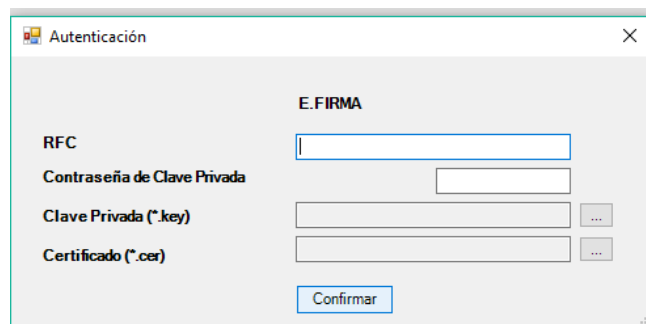 Autenticación
E.FIRMA
RFC
Contraseña de Clave Privada
Clave Privada (*.key)
...
Certificado (*.cer)
...
Confirmar